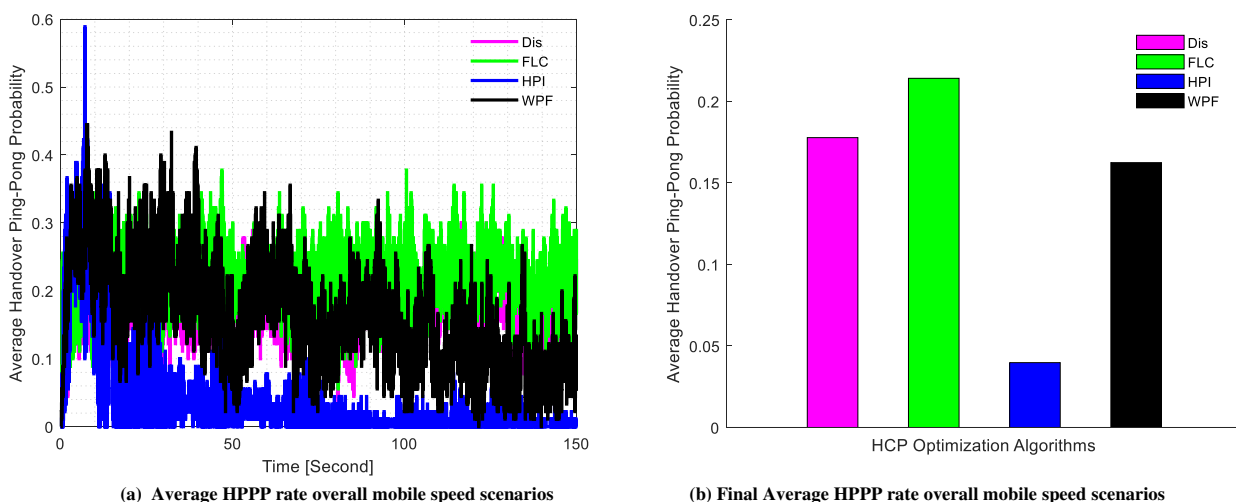 0.6
0.5
0.4
0.3
0.2
0.1
0
Average Handover Ping-Pong Probability
Dis
FLC
HPI
WPF
0
50
100
150
Time [Second]
(a) Average HPPP rate overall mobile speed scenarios
0.25
0.2
0.15
0.1
0.05
0
Average Handover Ping-Pong Probability
Dis
FLC
HPI
WPF
HCP Optimization Algorithms
(b) Final Average HPPP rate overall mobile speed scenarios